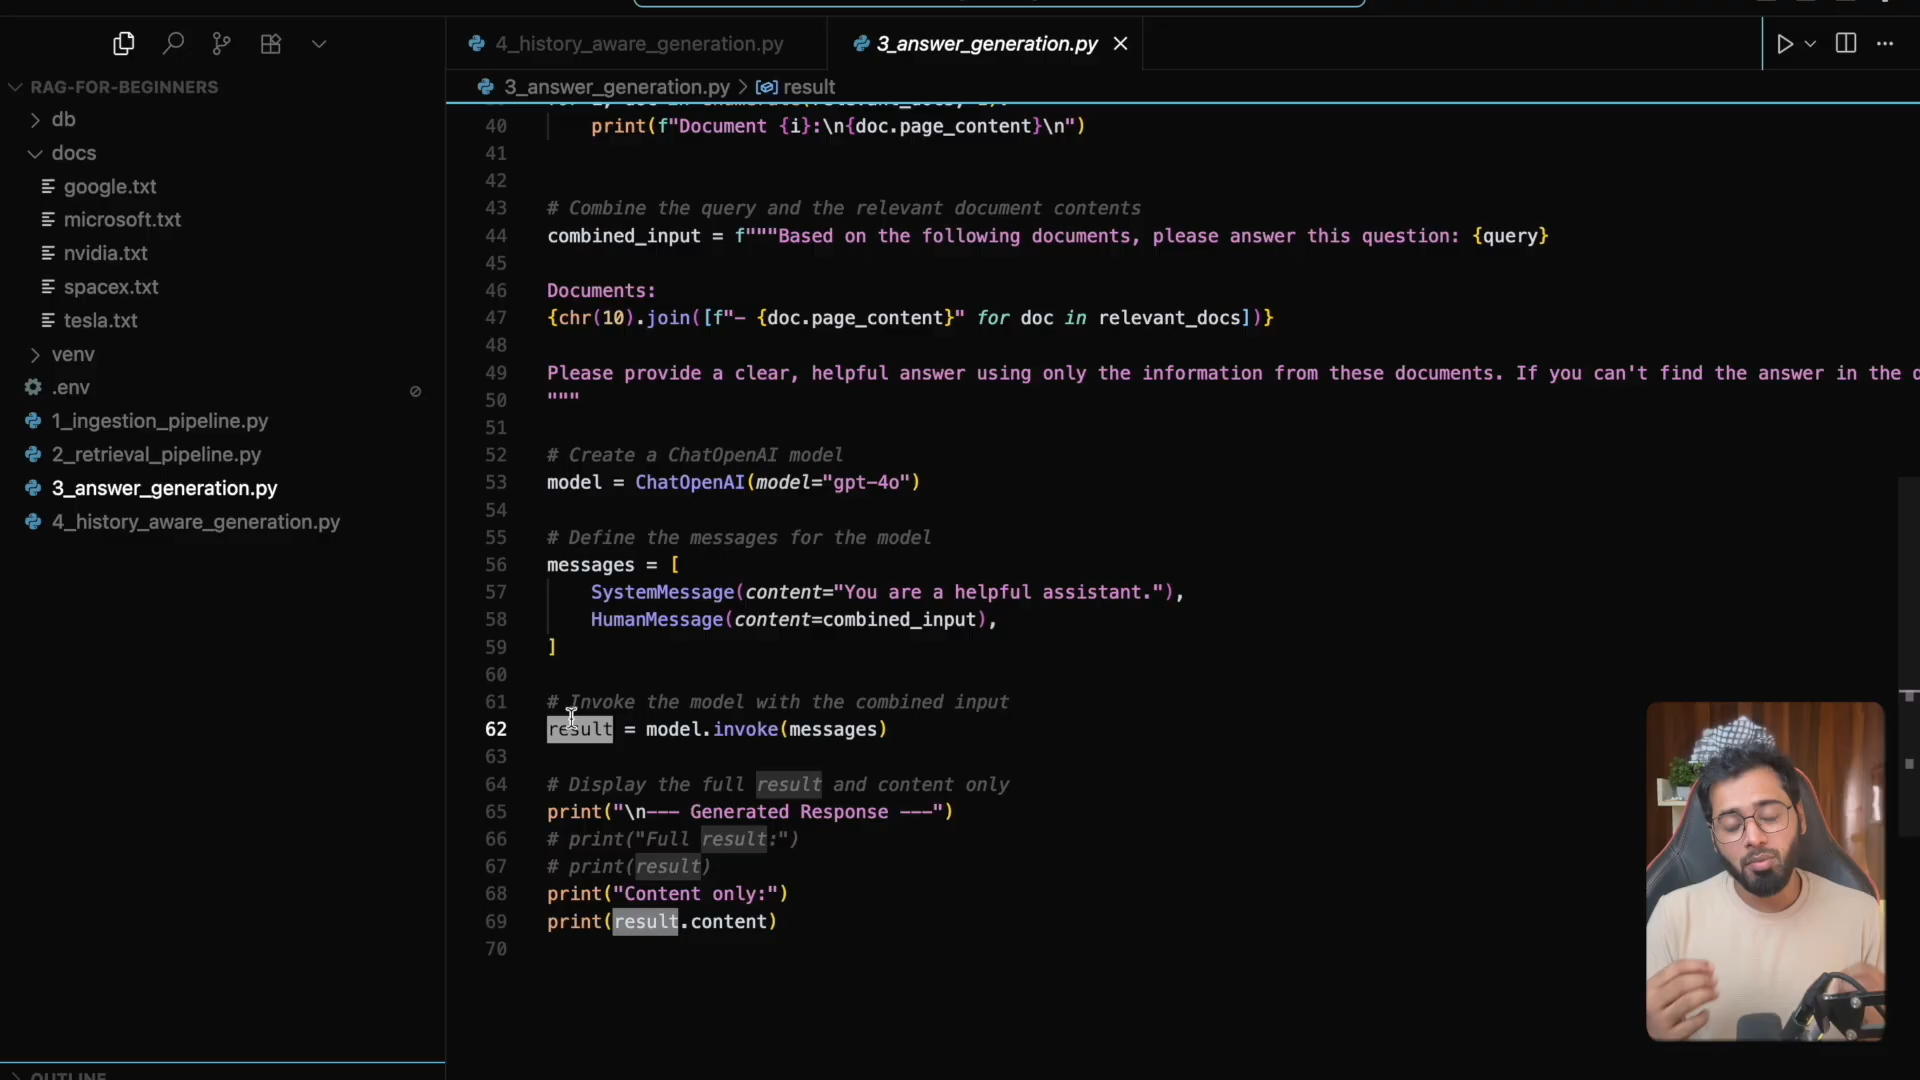 4_history_aware_generation.py
3_answer_generation.py
RAG-FOR-BEGINNERS
db
docs
google.txt
microsoft.txt
nvidia.txt
spacex.txt
tesla.txt
venv
.env
1_ingestion_pipeline.py
2_retrieval_pipeline.py
3_answer_generation.py
4_history_aware_generation.py
OUTLINE
3_answer_generation.py > result
40 print(f"Document {i}:\n{doc.page_content}\n")
41
42
43 # Combine the query and the relevant document contents
44 combined_input = f"""Based on the following documents, please answer this question: {query}
45
46 Documents:
47 {chr(10).join([f"- {doc.page_content}" for doc in relevant_docs])}
48
49 Please provide a clear, helpful answer using only the information from these documents. If you can't find the answer in the
50 """
51
52 # Create a ChatOpenAI model
53 model = ChatOpenAI(model="gpt-4o")
54
55 # Define the messages for the model
56 messages = [
57 SystemMessage(content="You are a helpful assistant."),
58 HumanMessage(content=combined_input),
59 ]
60
61 # Invoke the model with the combined input
62 result = model.invoke(messages)
63
64 # Display the full result and content only
65 print("\n--- Generated Response ---")
66 # print("Full result:")
67 # print(result)
68 print("Content only:")
69 print(result.content)
70